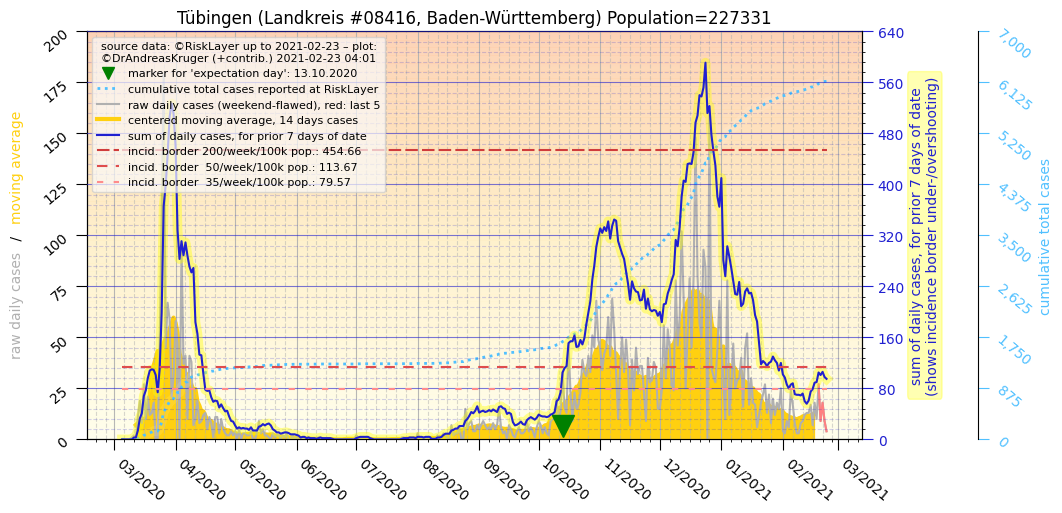 Tübingen (Landkreis #08416, Baden-Württemberg) Population=227331
source data: ©RiskLayer up to 2021-02-23 – plot:
©DrAndreasKruger (+contrib.) 2021-02-23 04:01
marker for 'expectation day': 13.10.2020
cumulative total cases reported at RiskLayer
raw daily cases (weekend-flawed), red: last 5
centered moving average, 14 days cases
sum of daily cases, for prior 7 days of date
incid. border 200/week/100k pop.: 454.66
incid. border  50/week/100k pop.: 113.67
incid. border  35/week/100k pop.: 79.57
raw daily cases / moving average
200
175
150
125
100
75
50
25
0
03/2020
04/2020
05/2020
06/2020
07/2020
08/2020
09/2020
10/2020
11/2020
12/2020
01/2021
02/2021
03/2021
640
560
480
400
320
240
160
80
0
sum of daily cases, for prior 7 days of date
(shows incidence border under-/overshooting)
7,000
6,125
5,250
4,375
3,500
2,625
1,750
875
0
cumulative total cases